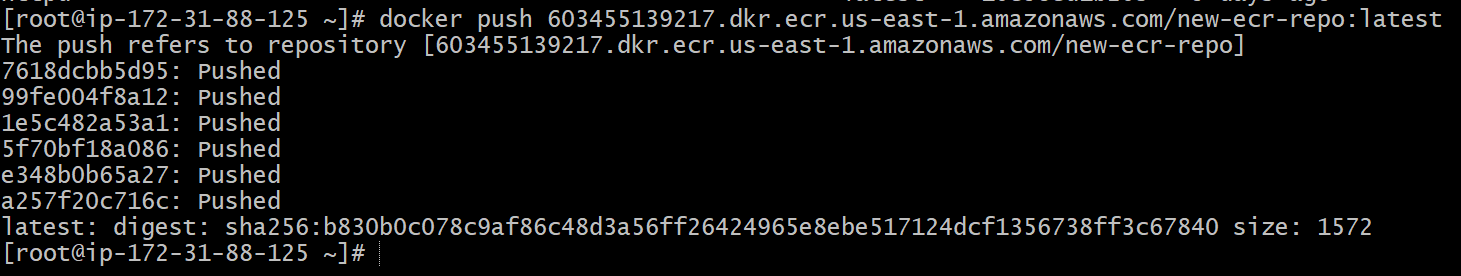 [root@ip-172-31-88-125 ~]# docker push 603455139217.dkr.ecr.us-east-1.amazonaws.com/new-ecr-repo:latest
The push refers to repository [603455139217.dkr.ecr.us-east-1.amazonaws.com/new-ecr-repo]
7618dcbb5d95: Pushed
99fe004f8a12: Pushed
1e5c482a53a1: Pushed
5f70bf18a086: Pushed
e348b0b65a27: Pushed
a257f20c716c: Pushed
latest: digest: sha256:b830b0c078c9af86c48d3a56ff26424965e8ebe517124dcf1356738ff3c67840 size: 1572
[root@ip-172-31-88-125 ~]#